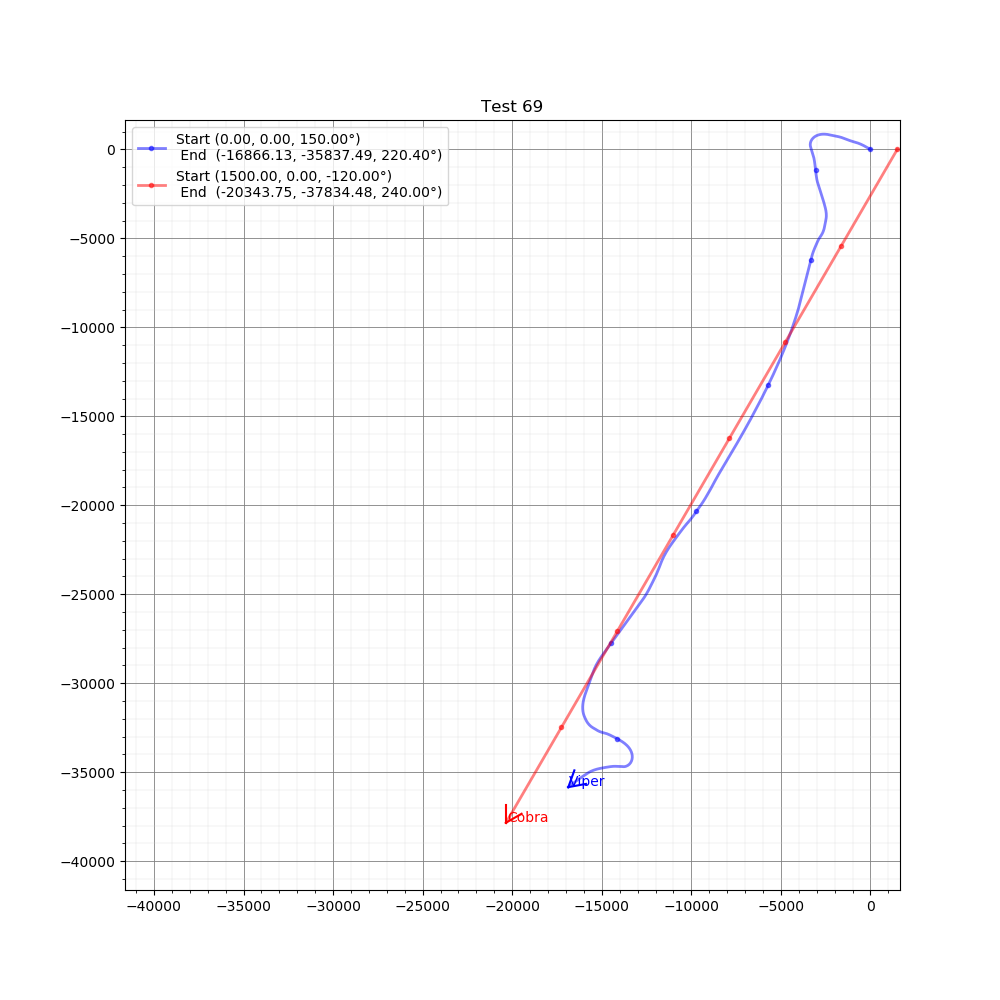 Test 69
Start (0.00, 0.00, 150.00°)
End (-16866.13, -35837.49, 220.40°)
Start (1500.00, 0.00, -120.00°)
End (-20343.75, -37834.48, 240.00°)
0
−5000
−10000
−15000
−20000
−25000
−30000
−35000
−40000
Viper
Cobra
−40000 −35000 −30000 −25000 −20000 −15000 −10000 −5000 0